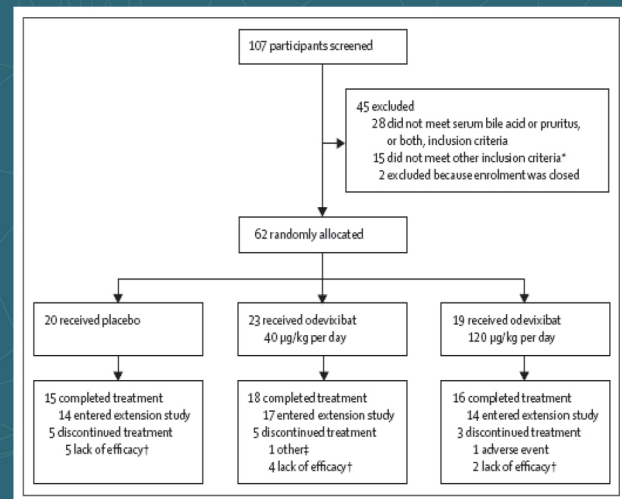 107 participants screened
45 excluded
28 did not meet serum bile acid or pruritus,
or both, inclusion criteria
15 did not meet other inclusion criteria*
2 excluded because enrolment was closed
62 randomly allocated
20 received placebo
23 received odevixibat
40 µg/kg per day
19 received odevixibat
120 µg/kg per day
15 completed treatment
14 entered extension study
5 discontinued treatment
5 lack of efficacy†
18 completed treatment
17 entered extension study
5 discontinued treatment
1 other‡
4 lack of efficacy†
16 completed treatment
14 entered extension study
3 discontinued treatment
1 adverse event
2 lack of efficacy†